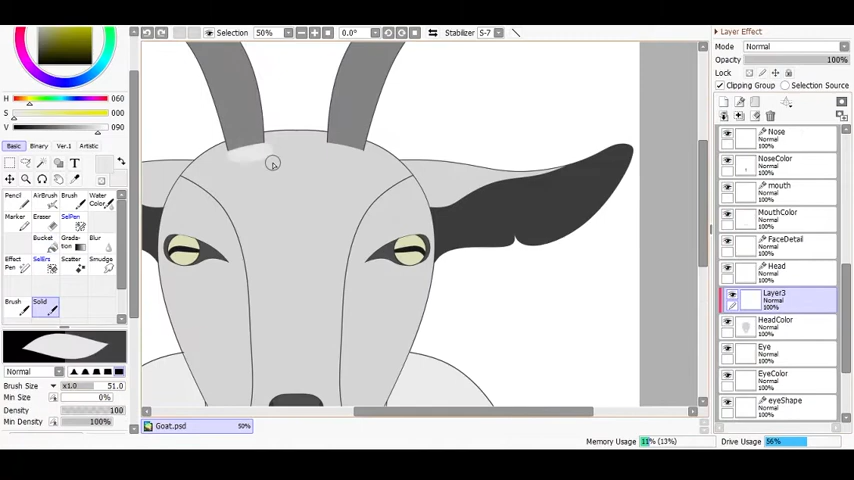 Selection
50%
0.0°
Stabilizer
S-7
Layer Effect
Mode
Normal
Opacity
100%
Lock
Clipping Group
Selection Source
H
060
S
000
V
090
Basic
Binary
Ver.1
Artistic
T
Pencil
AirBrush
Brush
Water
Color
Marker
Eraser
SelPen
Bucket
Grada-
tion
Blur
Effect
Pen
SelErs
Scatter
Smudge
Brush
Solid
Normal
Brush Size
x1.0
51.0
Min Size
0%
Density
100
Min Density
100%
Nose
100%
NoseColor
Normal
100%
mouth
Normal
100%
MouthColor
Normal
100%
FaceDetail
Normal
100%
Head
Normal
100%
Layer3
Normal
100%
HeadColor
Normal
100%
Eye
Normal
100%
EyeColor
Normal
100%
eyeShape
Normal
100%
Goat.psd
50%
Memory Usage
11% (13%)
Drive Usage
56%